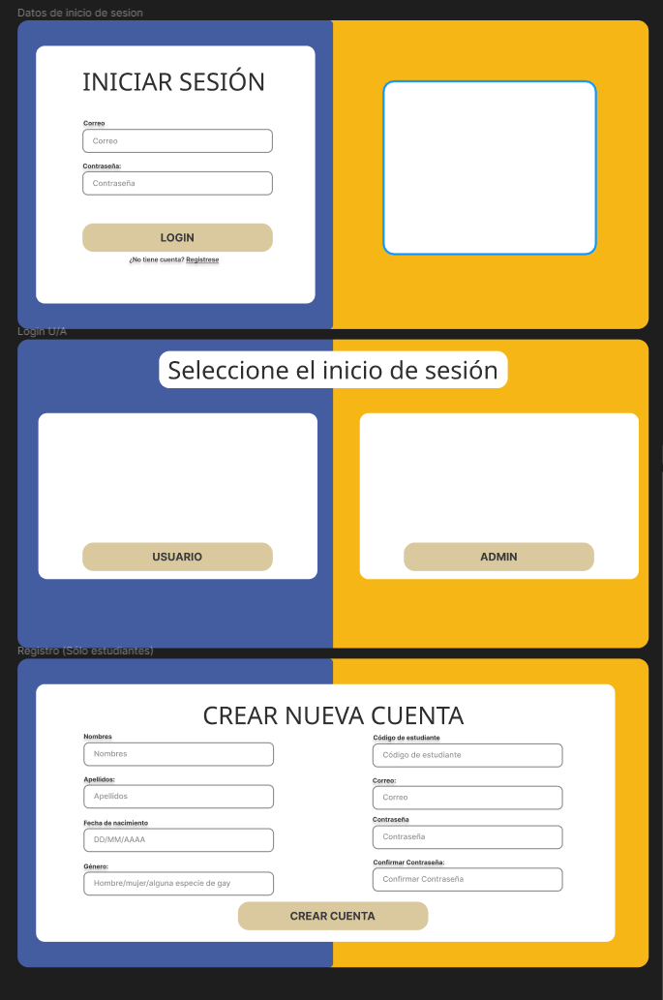 Datos de inicio de sesion
INICIAR SESIÓN
Correo
Correo
Contraseña:
Contraseña
LOGIN
¿No tiene cuenta? Regístrese
Login U/A
Seleccione el inicio de sesión
USUARIO
ADMIN
Registro (Sólo estudiantes)
CREAR NUEVA CUENTA
Nombres
Nombres
Apellidos:
Apellidos
Fecha de nacimiento
DD/MM/AAAA
Género:
Hombre/mujer/alguna especie de gay
Código de estudiante
Código de estudiante
Correo:
Correo
Contraseña
Contraseña
Confirmar Contraseña:
Confirmar Contraseña
CREAR CUENTA